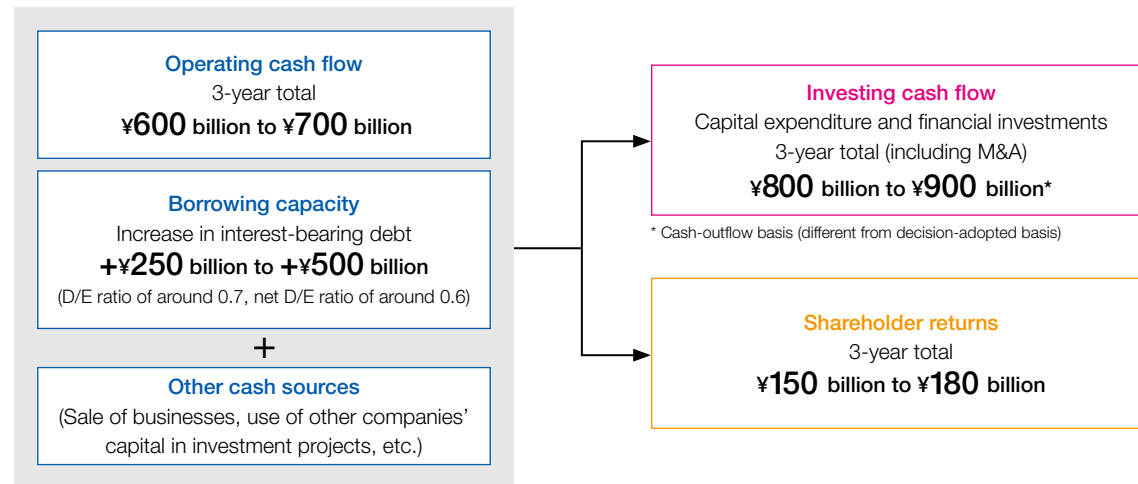 Operating cash flow
3-year total
¥600 billion to ¥700 billion
Borrowing capacity
Increase in interest-bearing debt
+¥250 billion to +¥500 billion
(D/E ratio of around 0.7, net D/E ratio of around 0.6)
+
Other cash sources
(Sale of businesses, use of other companies’
capital in investment projects, etc.)
Investing cash flow
Capital expenditure and financial investments
3-year total (including M&A)
¥800 billion to ¥900 billion*
* Cash-outflow basis (different from decision-adopted basis)
Shareholder returns
3-year total
¥150 billion to ¥180 billion